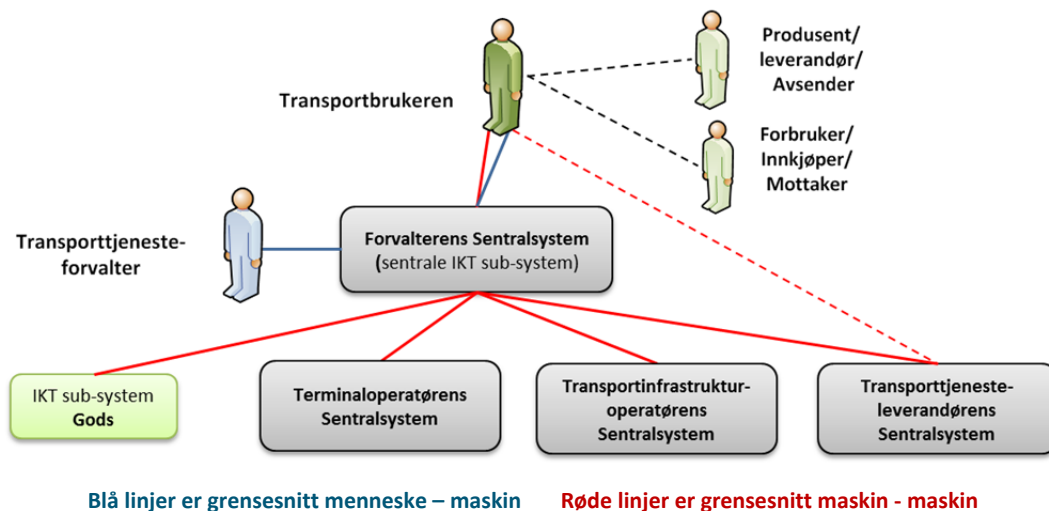 Produsent/
leverandør/
Avsender
Transportbrukeren
Forbruker/
Innkjøper/
Mottaker
Transporttjeneste-
forvalter
Forvalterens Sentralsystem
(sentrale IKT sub-system)
IKT sub-system
Gods
Terminaloperatørens
Sentralsystem
Transportinfrastruktur-
operatørens
Sentralsystem
Transporttjeneste-
leverandørens
Sentralsystem
Blå linjer er grensesnitt menneske – maskin
Røde linjer er grensesnitt maskin - maskin